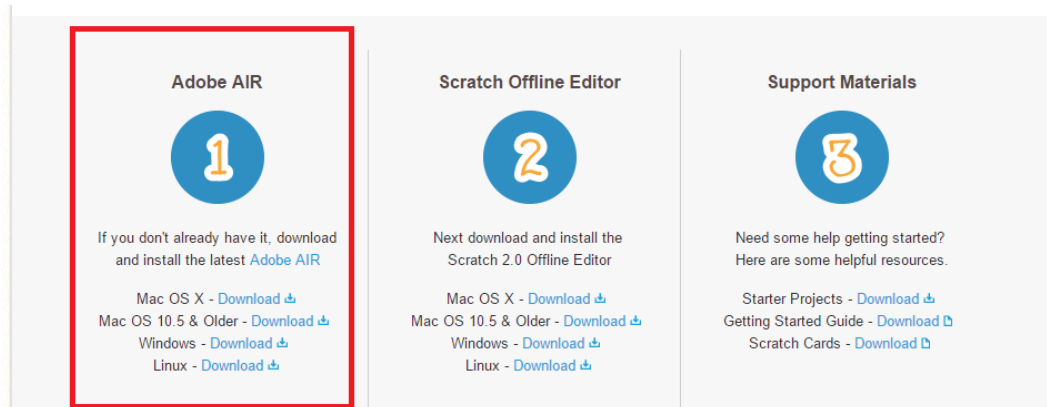 Adobe AIR
1
If you don't already have it, download
and install the latest Adobe AIR
Mac OS X - Download
Mac OS 10.5 & Older - Download
Windows - Download
Linux - Download
Scratch Offline Editor
2
Next download and install the
Scratch 2.0 Offline Editor
Mac OS X - Download
Mac OS 10.5 & Older - Download
Windows - Download
Linux - Download
Support Materials
3
Need some help getting started?
Here are some helpful resources.
Starter Projects - Download
Getting Started Guide - Download
Scratch Cards - Download